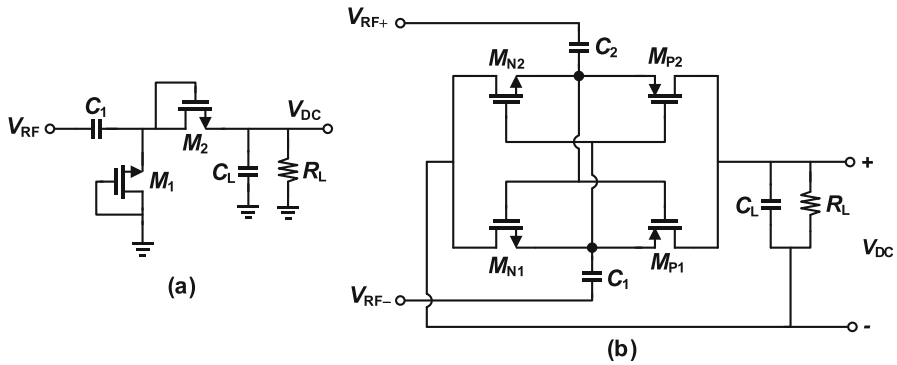 V_RF
C_1
M_1
M_2
V_DC
C_L
R_L
(a)
V_RF+
C_2
M_N2
M_P2
M_N1
M_P1
C_1
V_RF−
C_L
R_L
+
V_DC
-
(b)